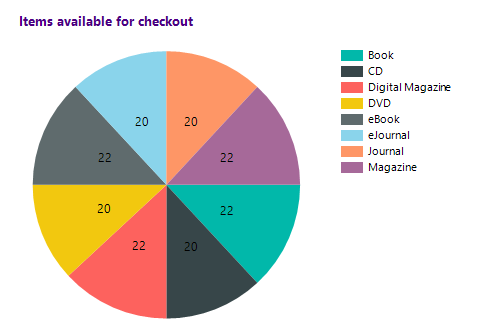 Items available for checkout
Book
CD
Digital Magazine
DVD
eBook
eJournal
Journal
Magazine
20
20
22
22
20
22
22
20